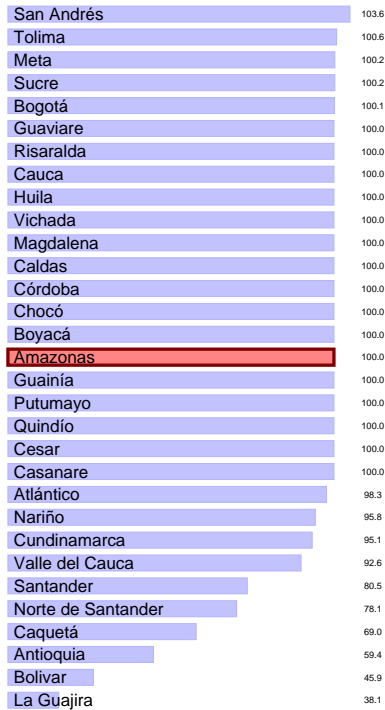 San Andrés 103.6
Tolima 100.6
Meta 100.2
Sucre 100.2
Bogotá 100.1
Guaviare 100.0
Risaralda 100.0
Cauca 100.0
Huila 100.0
Vichada 100.0
Magdalena 100.0
Caldas 100.0
Córdoba 100.0
Chocó 100.0
Boyacá 100.0
Amazonas 100.0
Guainía 100.0
Putumayo 100.0
Quindío 100.0
Cesar 100.0
Casanare 100.0
Atlántico 98.3
Nariño 95.8
Cundinamarca 95.1
Valle del Cauca 92.6
Santander 80.5
Norte de Santander 78.1
Caquetá 69.0
Antioquia 59.4
Bolivar 45.9
La Guajira 38.1